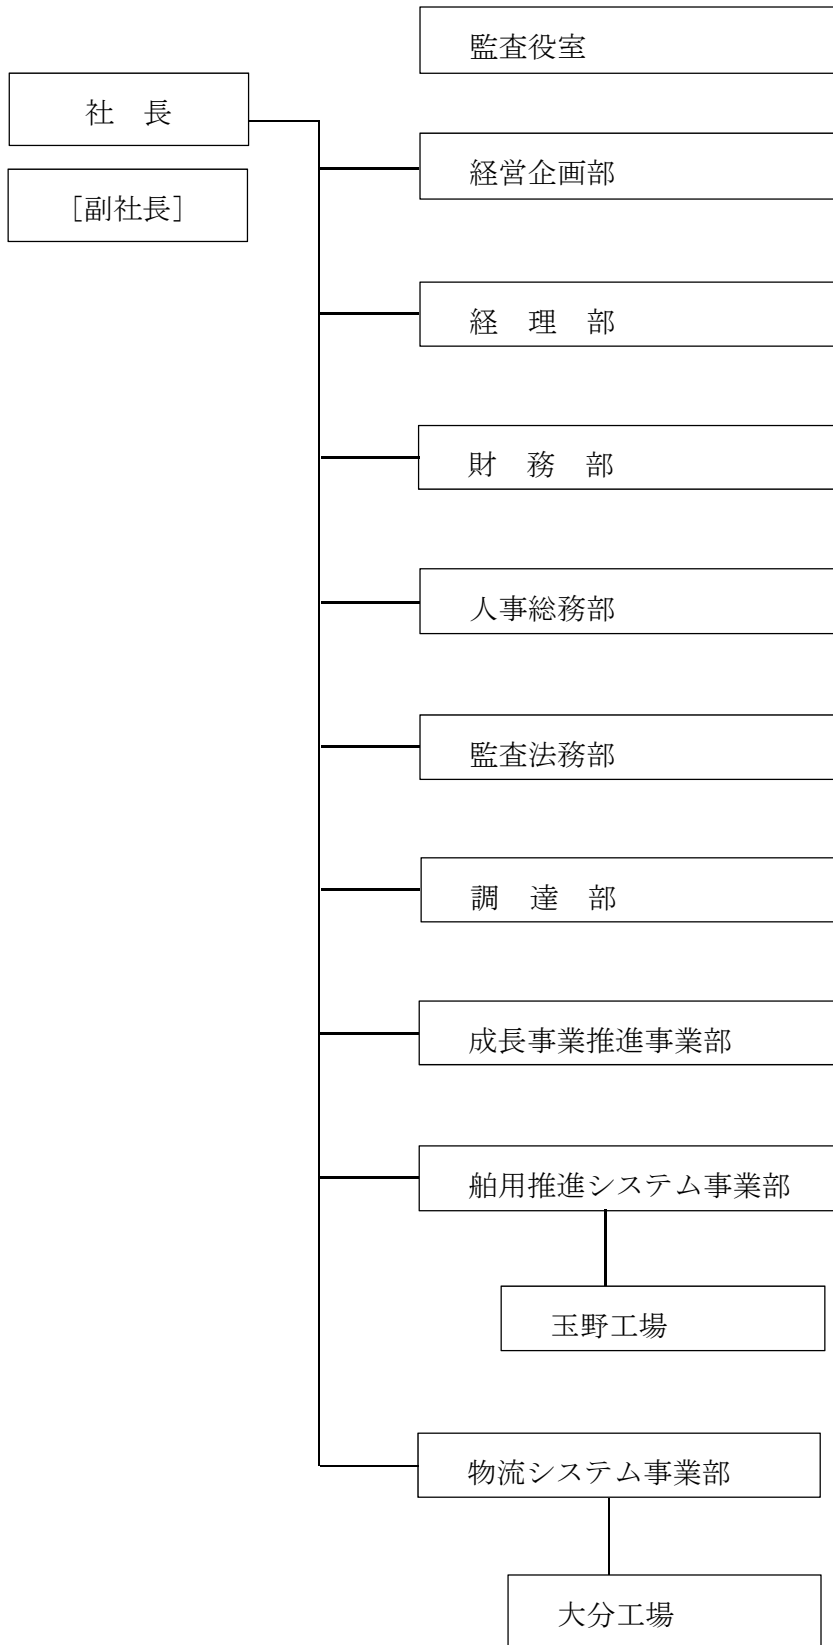 監査役室
社　長
[副社長]
経営企画部
経　理　部
財　務　部
人事総務部
監査法務部
調　達　部
成長事業推進事業部
舶用推進システム事業部
玉野工場
物流システム事業部
大分工場